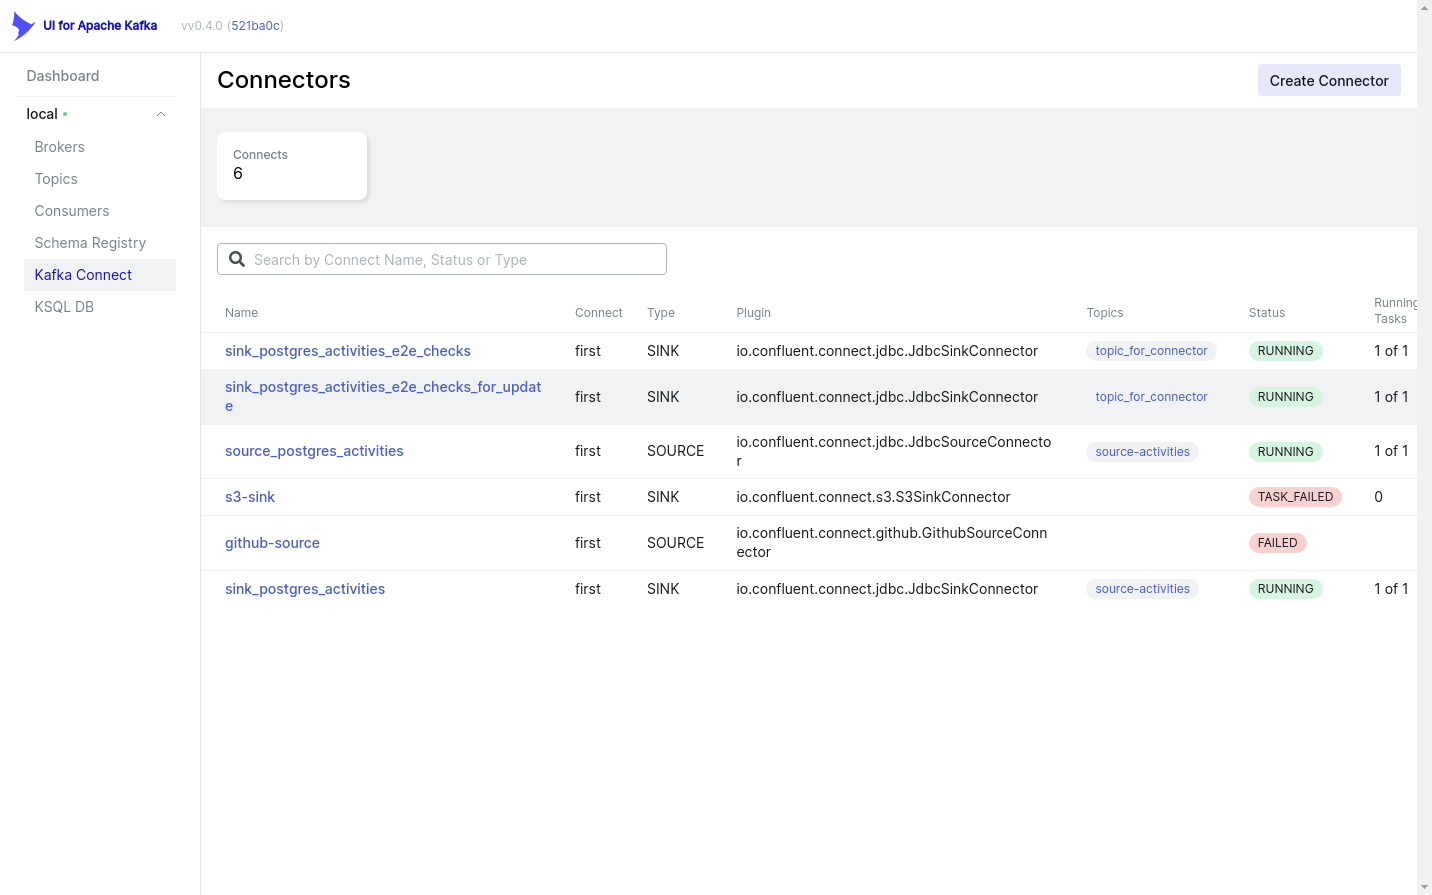 UI for Apache Kafka vv0.4.0 (521ba0c)
Dashboard
local
Brokers
Topics
Consumers
Schema Registry
Kafka Connect
KSQL DB
Connectors
Create Connector
Connects
6
Search by Connect Name, Status or Type
Name Connect Type Plugin Topics Status Running
Tasks
sink_postgres_activities_e2e_checks first SINK io.confluent.connect.jdbc.JdbcSinkConnector topic_for_connector RUNNING 1 of 1
sink_postgres_activities_e2e_checks_for_updat
e first SINK io.confluent.connect.jdbc.JdbcSinkConnector topic_for_connector RUNNING 1 of 1
source_postgres_activities first SOURCE io.confluent.connect.jdbc.JdbcSourceConnecto
r source-activities RUNNING 1 of 1
s3-sink first SINK io.confluent.connect.s3.S3SinkConnector TASK_FAILED 0
github-source first SOURCE io.confluent.connect.github.GithubSourceConn
ector FAILED
sink_postgres_activities first SINK io.confluent.connect.jdbc.JdbcSinkConnector source-activities RUNNING 1 of 1